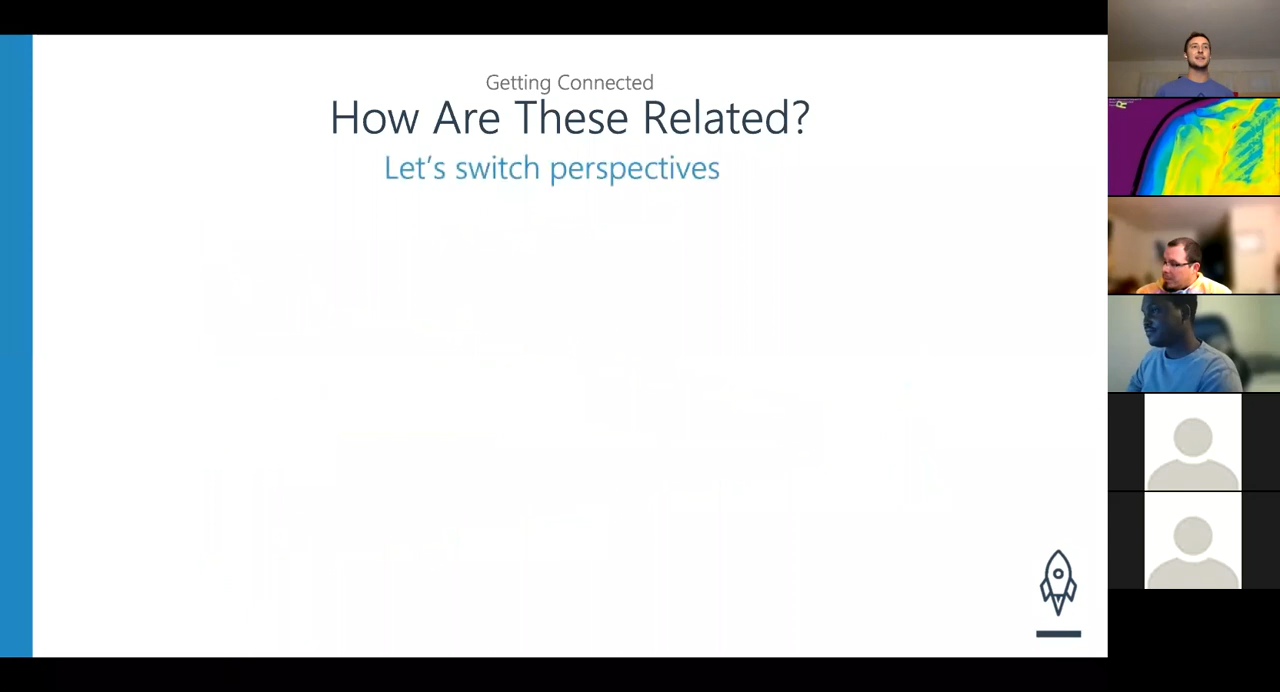 Getting Connected
How Are These Related?
Let's switch perspectives
R